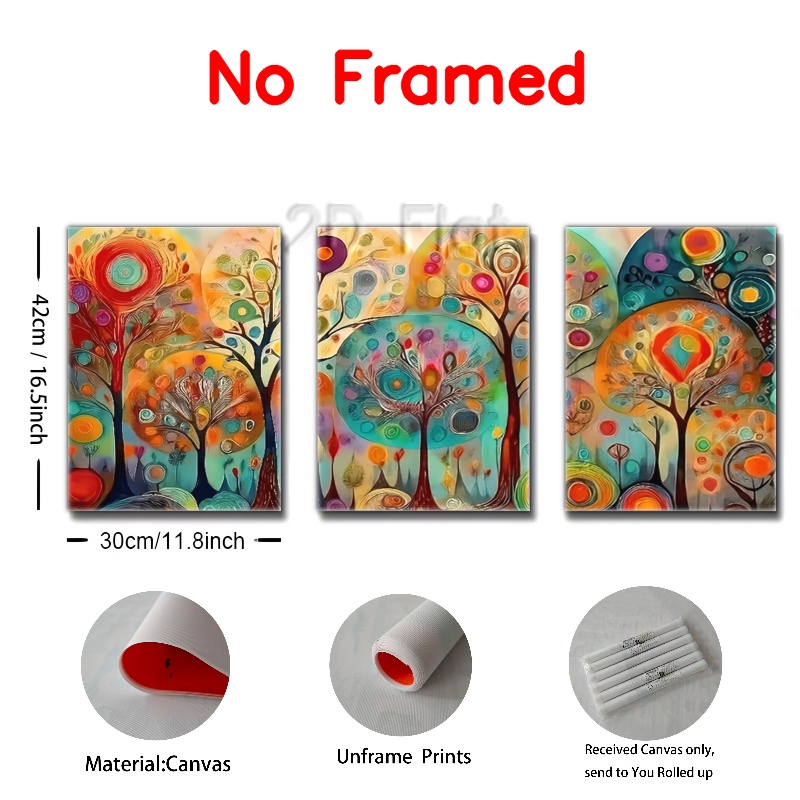 No Framed
2D Flat
42cm / 16.5inch
30cm/11.8inch
Material:Canvas
Unframe Prints
Received Canvas only,
send to You Rolled up